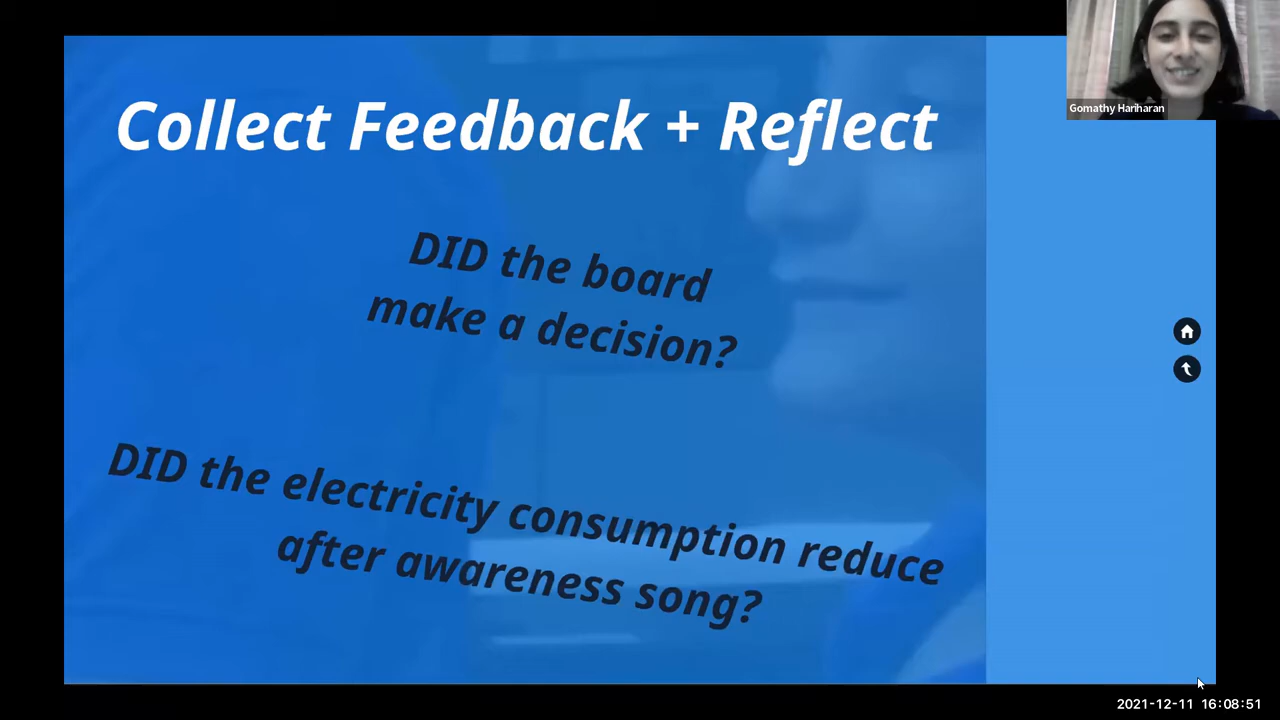 Collect Feedback + Reflect
Gomathy Hariharan
DID the board
make a decision?
DID the electricity consumption reduce
after awareness song?
2021-12-11 16:08:51